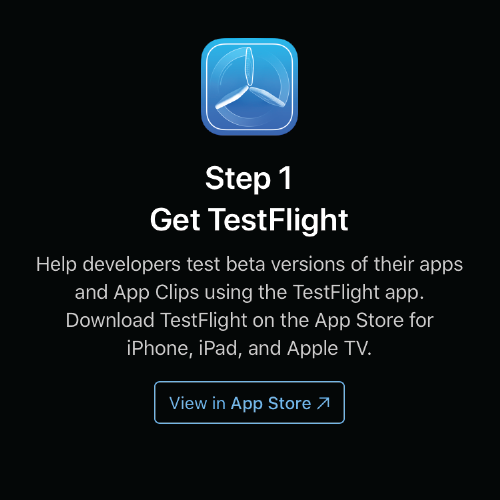 Step 1
Get TestFlight
Help developers test beta versions of their apps
and App Clips using the TestFlight app.
Download TestFlight on the App Store for
iPhone, iPad, and Apple TV.
View in App Store ↗